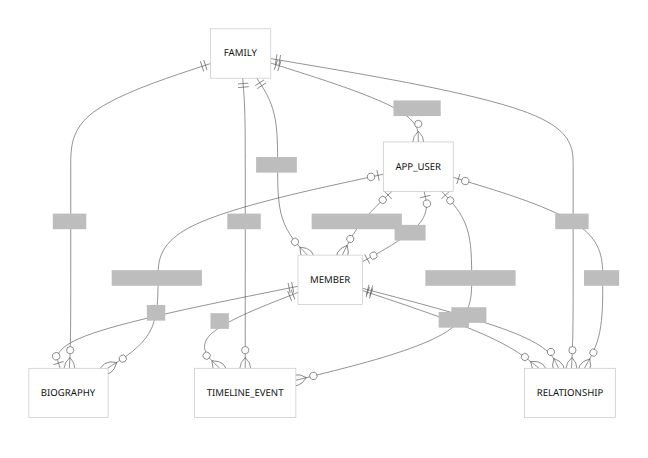 FAMILY
APP_USER
MEMBER
BIOGRAPHY
TIMELINE_EVENT
RELATIONSHIP